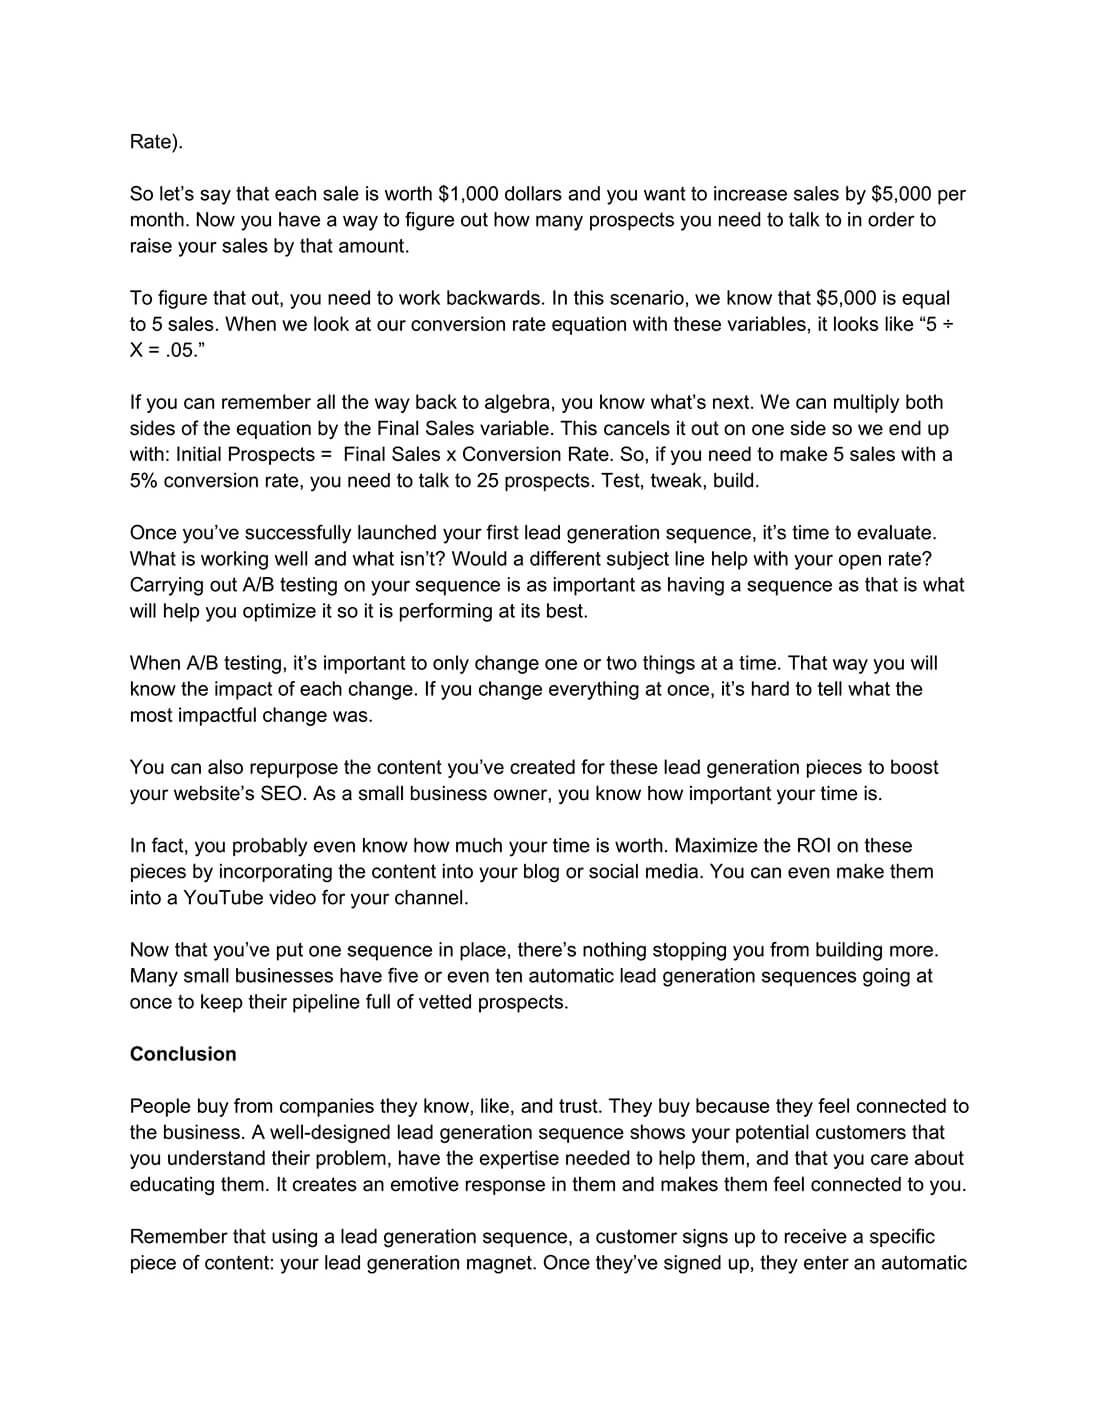 Rate).
So let’s say that each sale is worth $1,000 dollars and you want to increase sales by $5,000 per
month. Now you have a way to figure out how many prospects you need to talk to in order to
raise your sales by that amount.
To figure that out, you need to work backwards. In this scenario, we know that $5,000 is equal
to 5 sales. When we look at our conversion rate equation with these variables, it looks like “5 ÷
X = .05.”
If you can remember all the way back to algebra, you know what’s next. We can multiply both
sides of the equation by the Final Sales variable. This cancels it out on one side so we end up
with: Initial Prospects =  Final Sales x Conversion Rate. So, if you need to make 5 sales with a
5% conversion rate, you need to talk to 25 prospects. Test, tweak, build.
Once you’ve successfully launched your first lead generation sequence, it’s time to evaluate.
What is working well and what isn’t? Would a different subject line help with your open rate?
Carrying out A/B testing on your sequence is as important as having a sequence as that is what
will help you optimize it so it is performing at its best.
When A/B testing, it’s important to only change one or two things at a time. That way you will
know the impact of each change. If you change everything at once, it’s hard to tell what the
most impactful change was.
You can also repurpose the content you’ve created for these lead generation pieces to boost
your website’s SEO. As a small business owner, you know how important your time is.
In fact, you probably even know how much your time is worth. Maximize the ROI on these
pieces by incorporating the content into your blog or social media. You can even make them
into a YouTube video for your channel.
Now that you’ve put one sequence in place, there’s nothing stopping you from building more.
Many small businesses have five or even ten automatic lead generation sequences going at
once to keep their pipeline full of vetted prospects.
Conclusion
People buy from companies they know, like, and trust. They buy because they feel connected to
the business. A well-designed lead generation sequence shows your potential customers that
you understand their problem, have the expertise needed to help them, and that you care about
educating them. It creates an emotive response in them and makes them feel connected to you.
Remember that using a lead generation sequence, a customer signs up to receive a specific
piece of content: your lead generation magnet. Once they’ve signed up, they enter an automatic